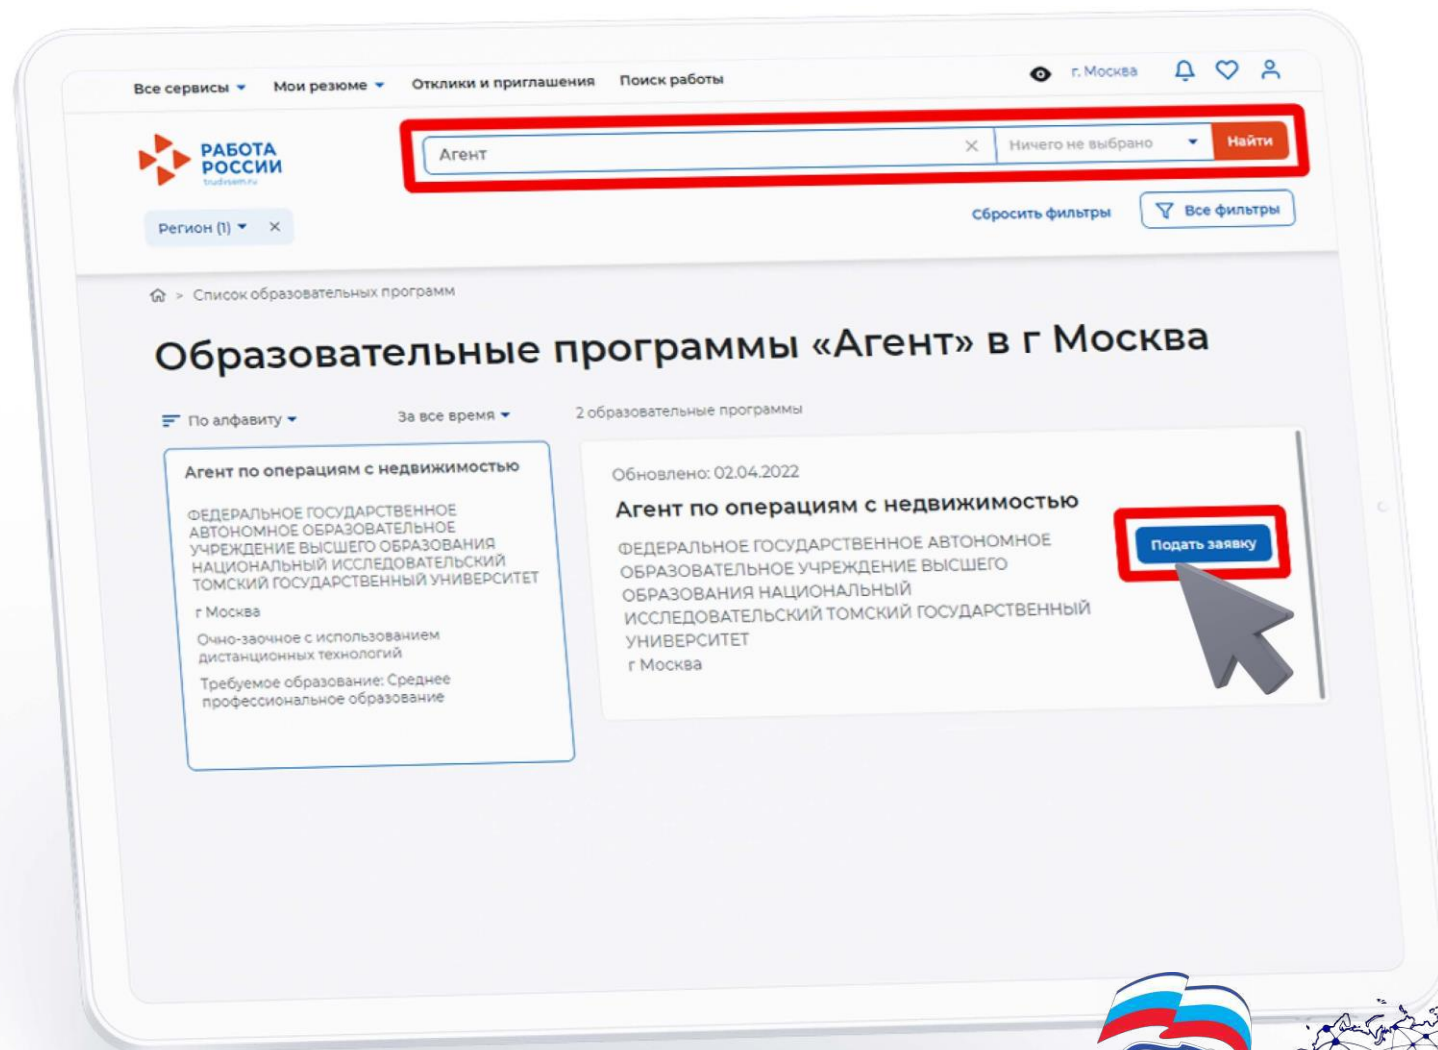 Все сервисы Мои резюме Отклики и приглашения Поиск работы г. Москва
РАБОТА
РОССИИ
trudvsem.ru
Агент Ничего не выбрано Найти
Регион (1) Сбросить фильтры Все фильтры
> Список образовательных программ
Образовательные программы «Агент» в г Москва
По алфавиту За все время 2 образовательные программы
Агент по операциям с недвижимостью
ФЕДЕРАЛЬНОЕ ГОСУДАРСТВЕННОЕ
АВТОНОМНОЕ ОБРАЗОВАТЕЛЬНОЕ
УЧРЕЖДЕНИЕ ВЫСШЕГО ОБРАЗОВАНИЯ
НАЦИОНАЛЬНЫЙ ИССЛЕДОВАТЕЛЬСКИЙ
ТОМСКИЙ ГОСУДАРСТВЕННЫЙ УНИВЕРСИТЕТ
г Москва
Очно-заочное с использованием
дистанционных технологий
Требуемое образование: Среднее
профессиональное образование
Обновлено: 02.04.2022
Агент по операциям с недвижимостью
ФЕДЕРАЛЬНОЕ ГОСУДАРСТВЕННОЕ АВТОНОМНОЕ
ОБРАЗОВАТЕЛЬНОЕ УЧРЕЖДЕНИЕ ВЫСШЕГО
ОБРАЗОВАНИЯ НАЦИОНАЛЬНЫЙ
ИССЛЕДОВАТЕЛЬСКИЙ ТОМСКИЙ ГОСУДАРСТВЕННЫЙ
УНИВЕРСИТЕТ
г Москва
Подать заявку